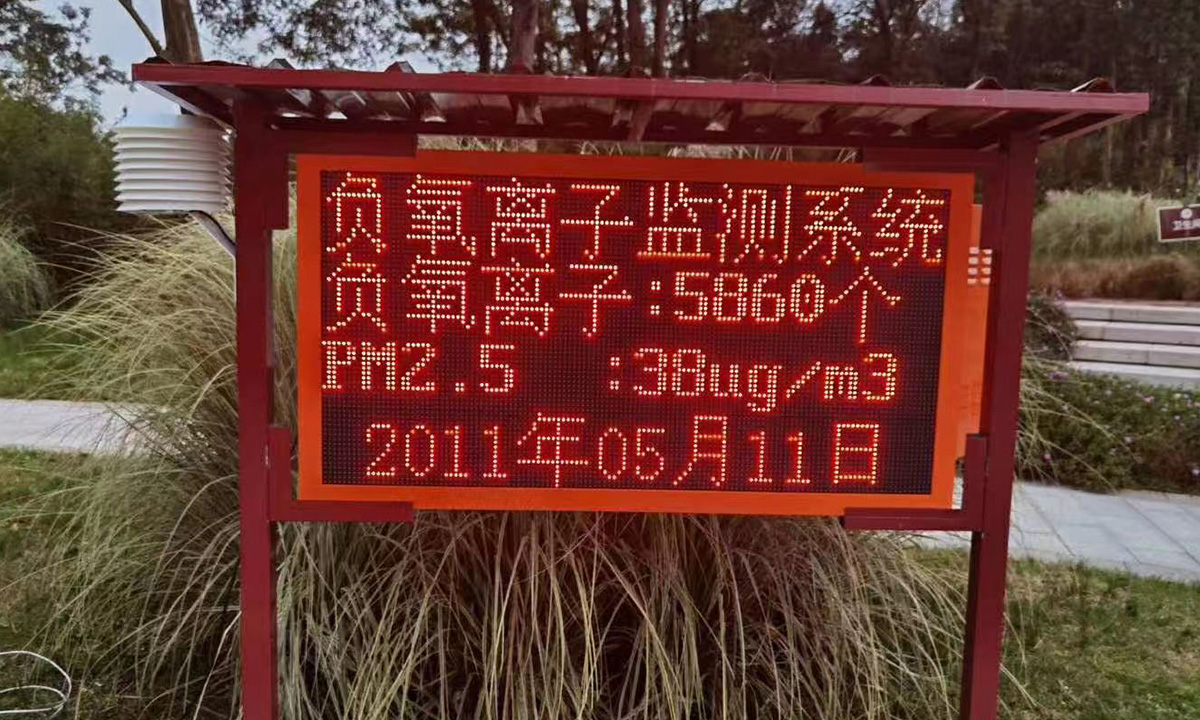 负氧离子监测系统
负氧离子:5860个
PM2.5 :38ug/m3
2011年05月11日